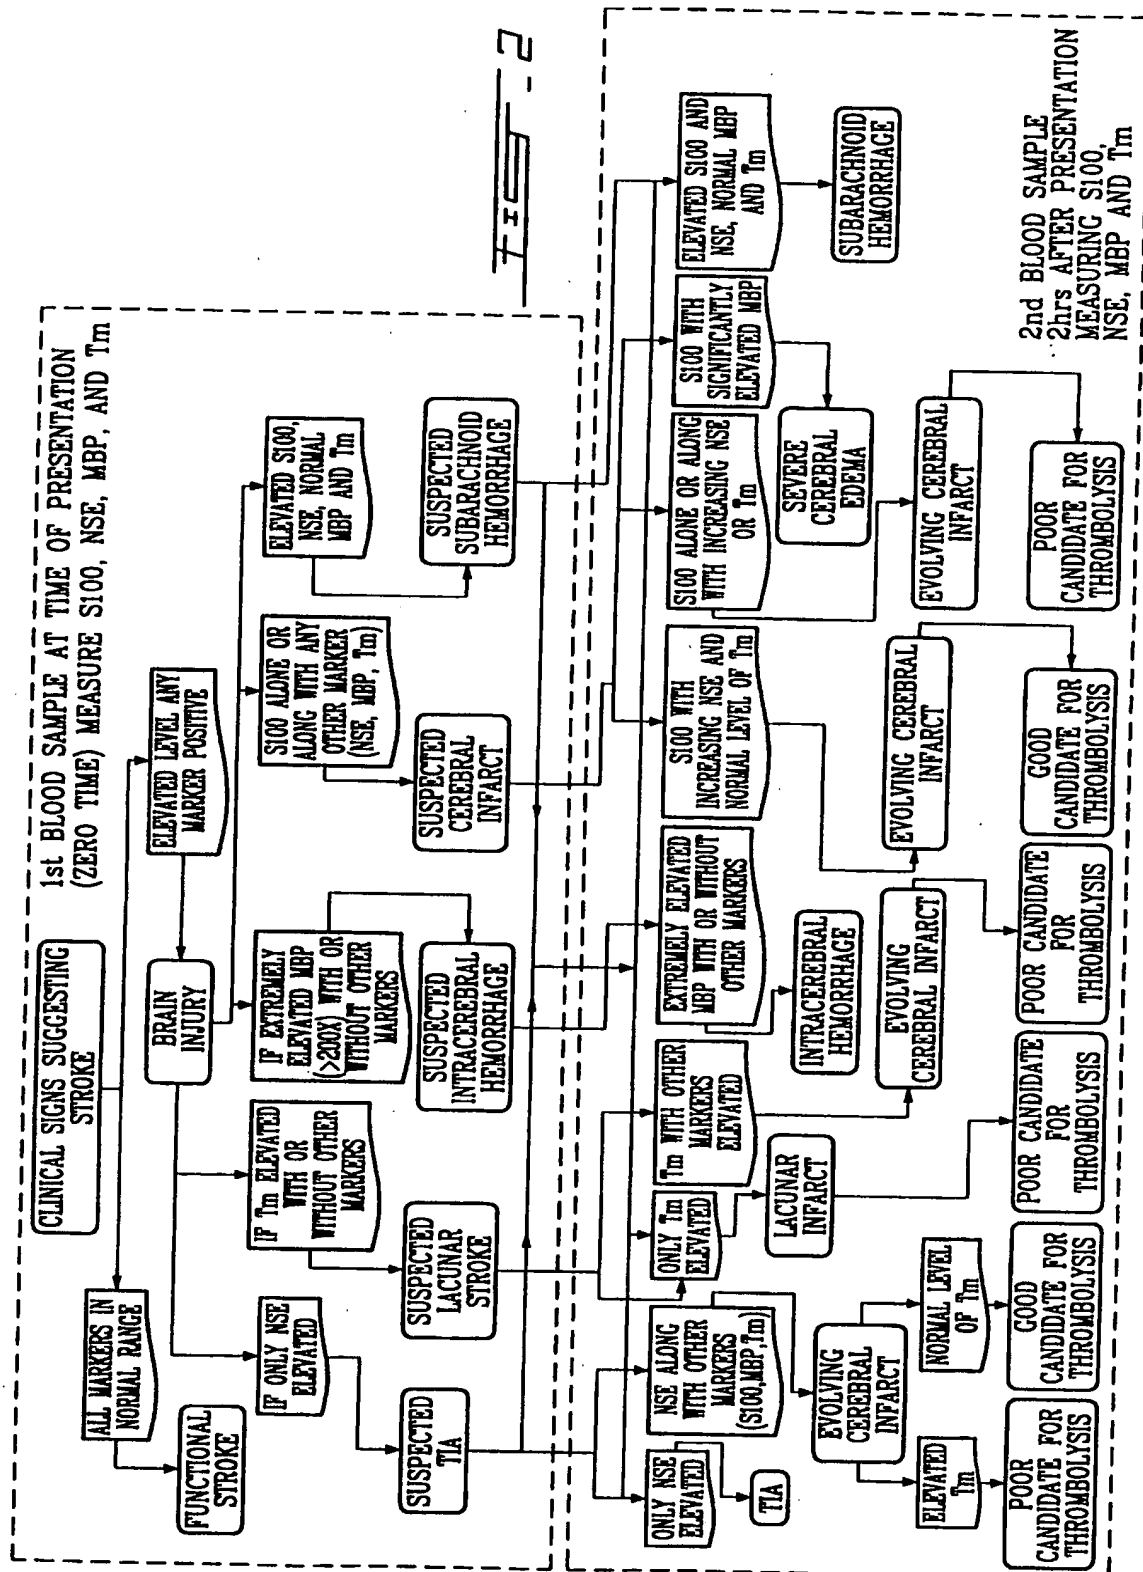 1st BLOOD SAMPLE AT TIME OF PRESENTATION
(ZERO TIME) MEASURE S100, NSE, MBP, AND Tm
CLINICAL SIGNS SUGGESTING
STROKE
ALL MARKERS IN
NORMAL RANGE
ELEVATED LEVEL ANY
MARKER POSITIVE
FUNCTIONAL
STROKE
BRAIN
INJURY
IF ONLY NSE
ELEVATED
IF Tm ELEVATED
WITH OR
WITHOUT OTHER
MARKERS
IF EXTREMELY
ELEVATED MBP
(>200X) WITH OR
WITHOUT OTHER
MARKERS
S100 ALONE OR
ALONG WITH ANY
OTHER MARKER
(NSE, MBP, Tm)
ELEVATED S100,
NSE, NORMAL
MBP AND Tm
SUSPECTED
TIA
SUSPECTED
LACUNAR
STROKE
SUSPECTED
INTRACEREBRAL
HEMORRHAGE
SUSPECTED
CEREBRAL
INFARCT
SUSPECTED
SUBARACHNOID
HEMORRHAGE
FIG - 2
ONLY NSE
ELEVATED
NSE ALONG
WITH OTHER
MARKERS
(S100,MBP,Tm)
ONLY Tm
ELEVATED
Tm WITH OTHER
MARKERS
ELEVATED
EXTREMELY ELEVATED
MBP WITH OR WITHOUT
OTHER MARKERS
S100 WITH
INCREASING NSE AND
NORMAL LEVEL OF Tm
S100 ALONE OR ALONG
WITH INCREASING NSE
OR Tm
S100 WITH
SIGNIFICANTLY
ELEVATED MBP
ELEVATED S100 AND
NSE, NORMAL MBP
AND Tm
TIA
EVOLVING
CEREBRAL
INFARCT
LACUNAR
INFARCT
INTRACEREBRAL
HEMORRHAGE
SEVERE
CEREBRAL
EDEMA
SUBARACHNOID
HEMORRHAGE
ELEVATED
Tm
NORMAL LEVEL
OF Tm
EVOLVING
CEREBRAL INFARCT
EVOLVING CEREBRAL
INFARCT
EVOLVING CEREBRAL
INFARCT
POOR
CANDIDATE FOR
THROMBOLYSIS
GOOD
CANDIDATE FOR
THROMBOLYSIS
POOR CANDIDATE
FOR
THROMBOLYSIS
POOR CANDIDATE
FOR
THROMBOLYSIS
GOOD
CANDIDATE FOR
THROMBOLYSIS
POOR
CANDIDATE FOR
THROMBOLYSIS
2nd BLOOD SAMPLE
2hrs AFTER PRESENTATION
MEASURING S100,
NSE, MBP AND Tm